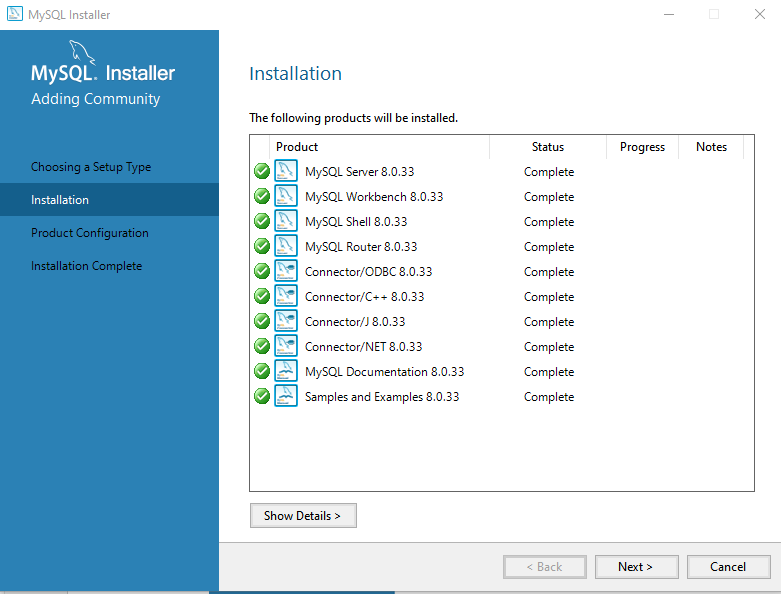 MySQL Installer
MySQL. Installer
Adding Community
Choosing a Setup Type
Installation
Product Configuration
Installation Complete
Installation
The following products will be installed.
Product Status Progress Notes
MySQL Server 8.0.33 Complete
MySQL Workbench 8.0.33 Complete
MySQL Shell 8.0.33 Complete
MySQL Router 8.0.33 Complete
Connector/ODBC 8.0.33 Complete
Connector/C++ 8.0.33 Complete
Connector/J 8.0.33 Complete
Connector/NET 8.0.33 Complete
MySQL Documentation 8.0.33 Complete
Samples and Examples 8.0.33 Complete
Show Details >
< Back Next > Cancel